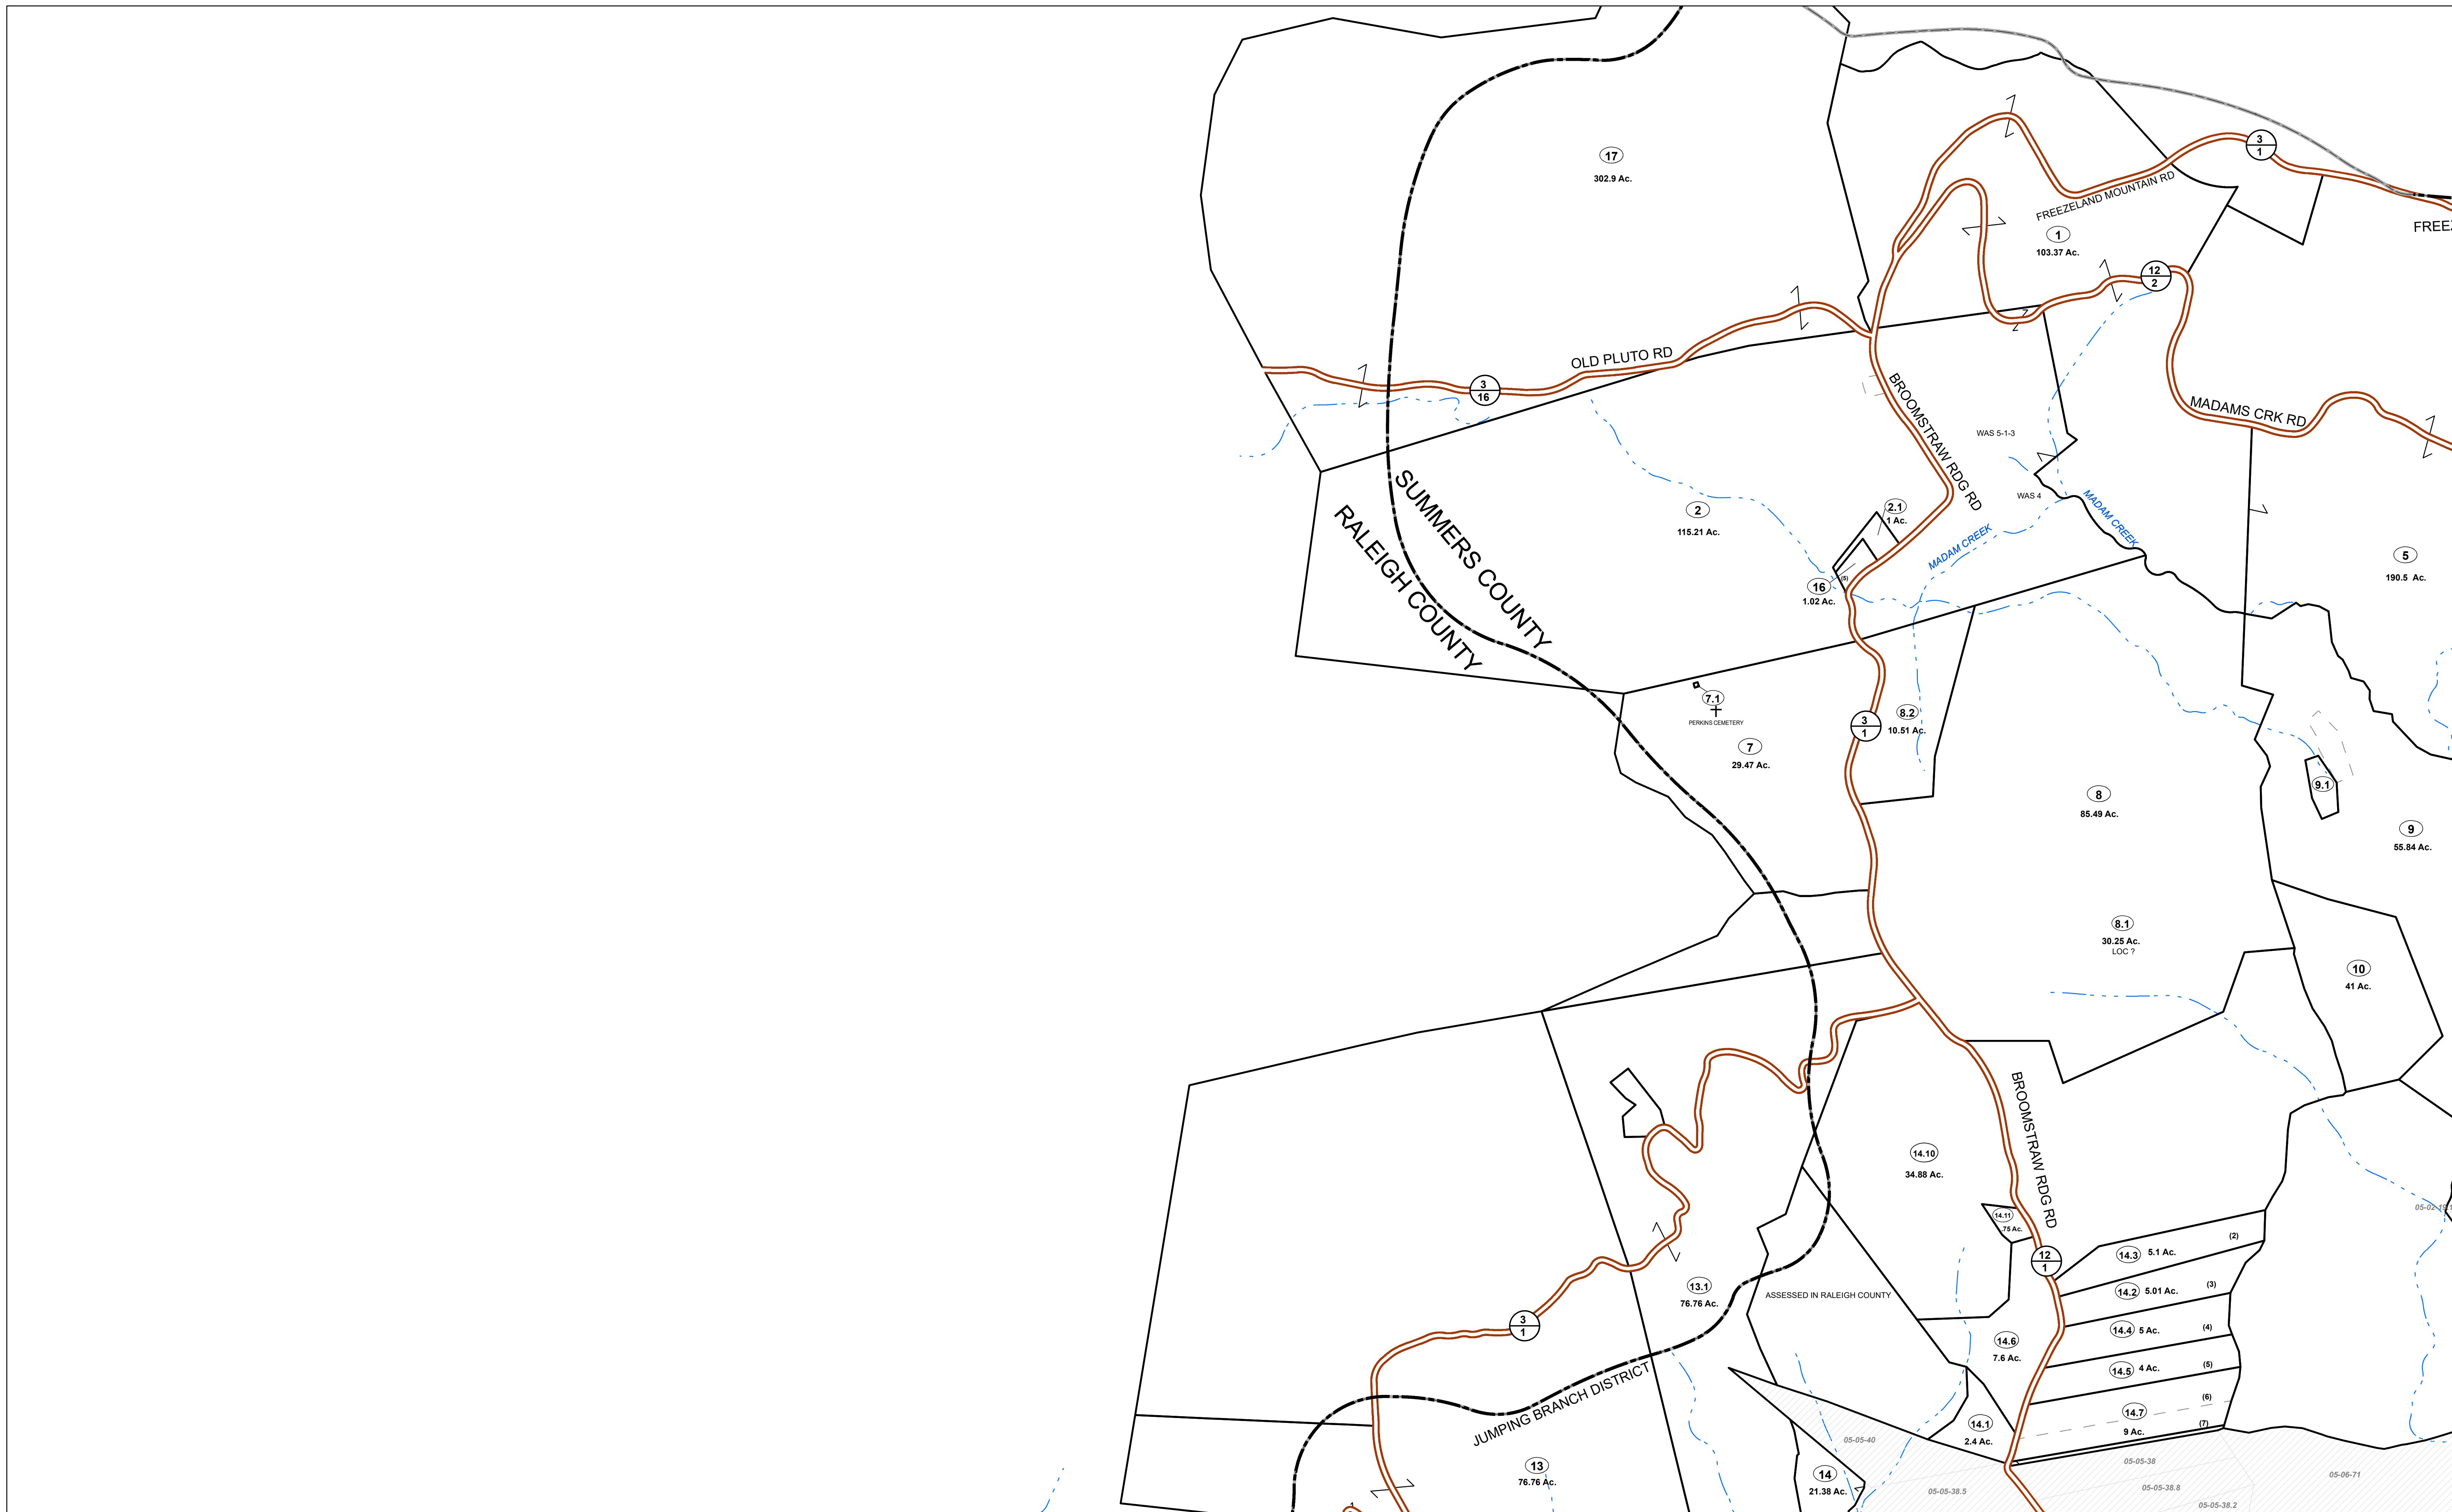 17
302.9 Ac.
3
1
FREEZELAND MOUNTAIN RD
FREEZ
1
103.37 Ac.
12
2
OLD PLUTO RD
3
16
BROOMSTRAW RDG RD
MADAMS CRK RD
WAS 5-1-3
WAS 4
SUMMERS COUNTY
RALEIGH COUNTY
2
115.21 Ac.
2.1
1 Ac.
MADAM CREEK
MADAM CREEK
5
190.5 Ac.
(5)
16
1.02 Ac.
7.1
PERKINS CEMETERY
7
29.47 Ac.
3
1
8.2
10.51 Ac.
8
85.49 Ac.
9.1
9
55.84 Ac.
8.1
30.25 Ac.
LOC ?
10
41 Ac.
BROOMSTRAW RDG RD
14.10
34.88 Ac.
14.11
.75 Ac.
12
1
14.3 5.1 Ac. (2)
14.2 5.01 Ac. (3)
14.4 5 Ac. (4)
14.5 4 Ac. (5)
(6)
14.7
9 Ac.
(7)
13.1
76.76 Ac.
ASSESSED IN RALEIGH COUNTY
3
1
14.6
7.6 Ac.
JUMPING BRANCH DISTRICT
14.1
2.4 Ac.
13
76.76 Ac.
14
21.38 Ac.
05-05-40
05-05-38
05-05-38.5
05-05-38.8
05-05-38.2
05-06-71